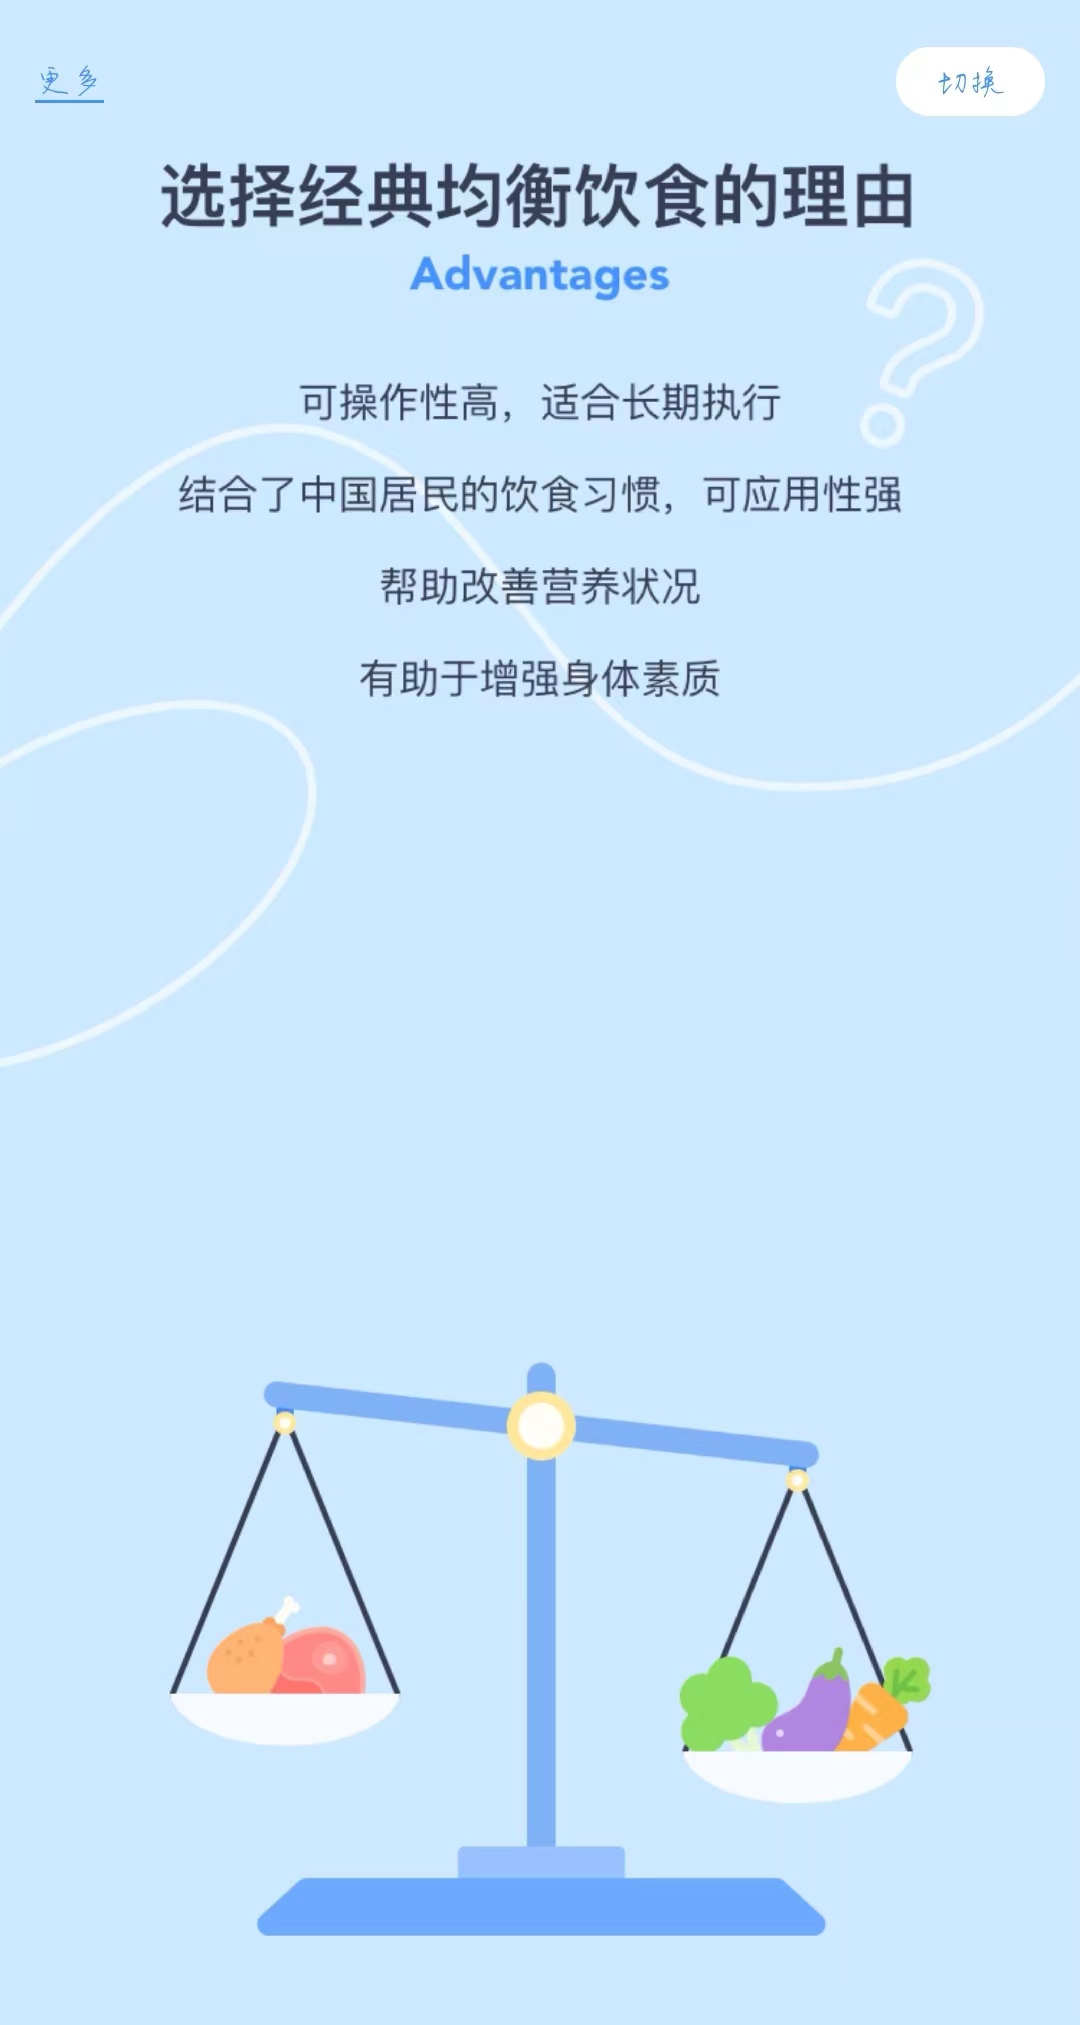 更多
切换
选择经典均衡饮食的理由
Advantages
可操作性高，适合长期执行
结合了中国居民的饮食习惯，可应用性强
帮助改善营养状况
有助于增强身体素质